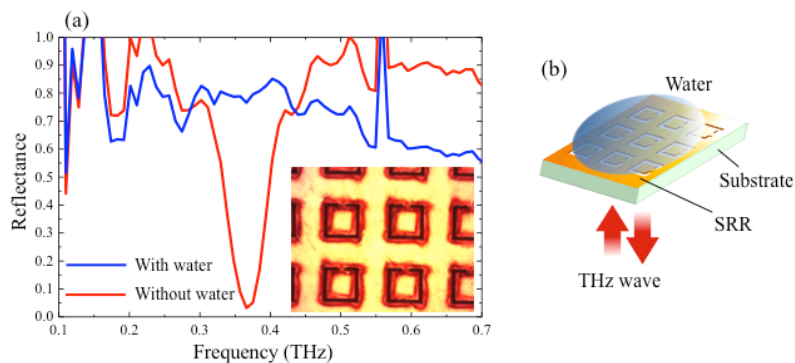 (a)
1.0
0.9
0.8
0.7
0.6
0.5
0.4
0.3
0.2
0.1
0.0
Reflectance
With water
Without water
0.1 0.2 0.3 0.4 0.5 0.6 0.7
Frequency (THz)
(b)
Water
Substrate
SRR
THz wave